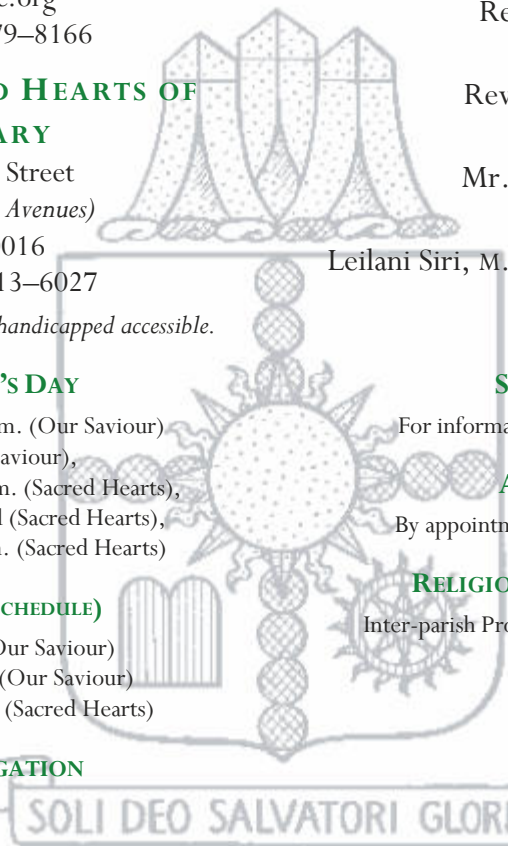 c.org
79–8166
D HEARTS OF
ARY
Street
Avenues)
016
13–6027
handicapped accessible.
’S DAY
m. (Our Saviour)
aviour),
m. (Sacred Hearts),
l (Sacred Hearts),
. (Sacred Hearts)
CHEDULE)
Our Saviour)
(Our Saviour)
(Sacred Hearts)
GATION
Re
Rev
Mr.
Leilani Siri, M.
S
For informa
A
By appointm
RELIGIO
Inter-parish Pro
SOLI DEO SALVATORI GLORI